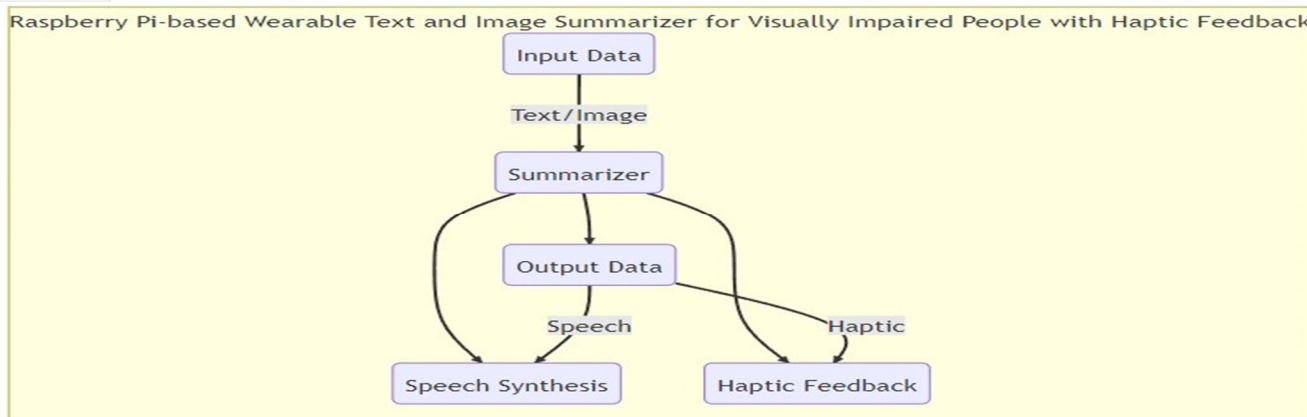 Raspberry Pi-based Wearable Text and Image Summarizer for Visually Impaired People with Haptic Feedback
Input Data
Text/Image
Summarizer
Output Data
Speech
Haptic
Speech Synthesis
Haptic Feedback